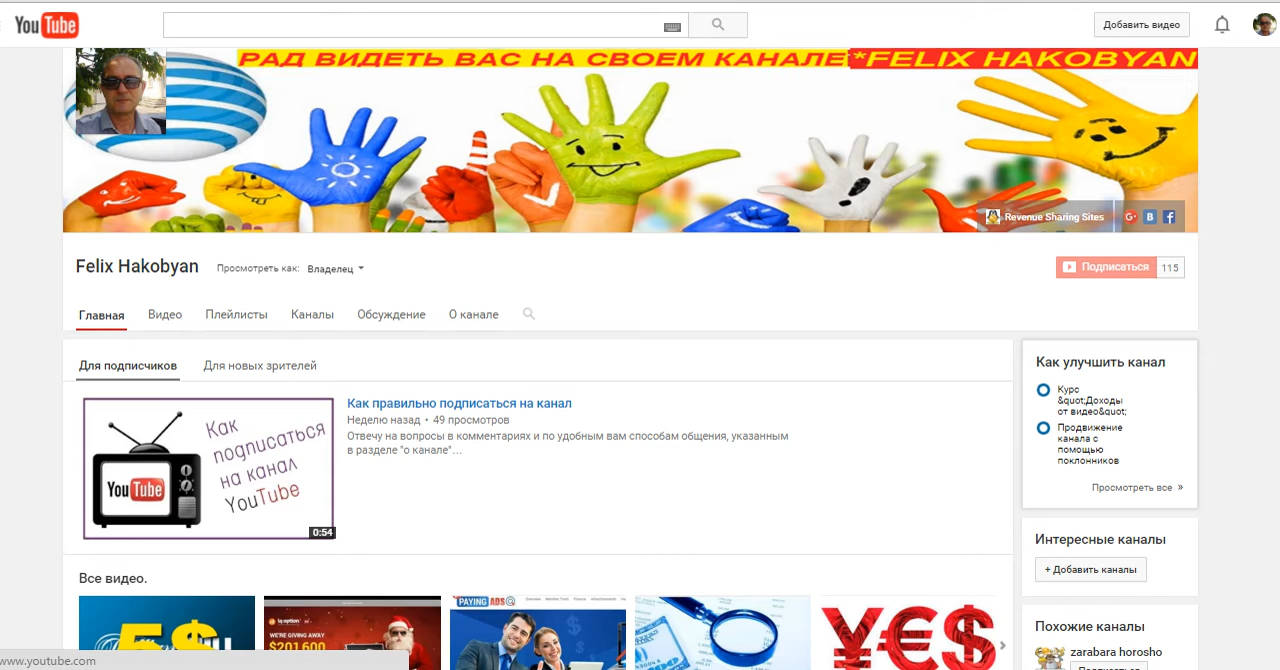 YouTube
Добавить видео
РАД ВИДЕТЬ ВАС НА СВОЕМ КАНАЛЕ *FELIX HAKOBYAN
Revenue Sharing Sites
Felix Hakobyan
Просмотреть как: Владелец
Подписаться 115
Главная Видео Плейлисты Каналы Обсуждение О канале
Для подписчиков Для новых зрителей
Как подписаться на канал YouTube
YouTube
0:54
Как правильно подписаться на канал
Неделю назад • 49 просмотров
Отвечу на вопросы в комментариях и по удобным вам способам общения, указанным
в разделе "о канале"...
Все видео.
5$
iq option
WE'RE GIVING AWAY
$201,600
PAYING ADS
YES
Как улучшить канал
Курс
&quot;Доходы
от видео&quot;
Продвижение
канала с
помощью
поклонников
Просмотреть все »
Интересные каналы
+ Добавить каналы
Похожие каналы
zarabara horosho
Подписаться
www.youtube.com